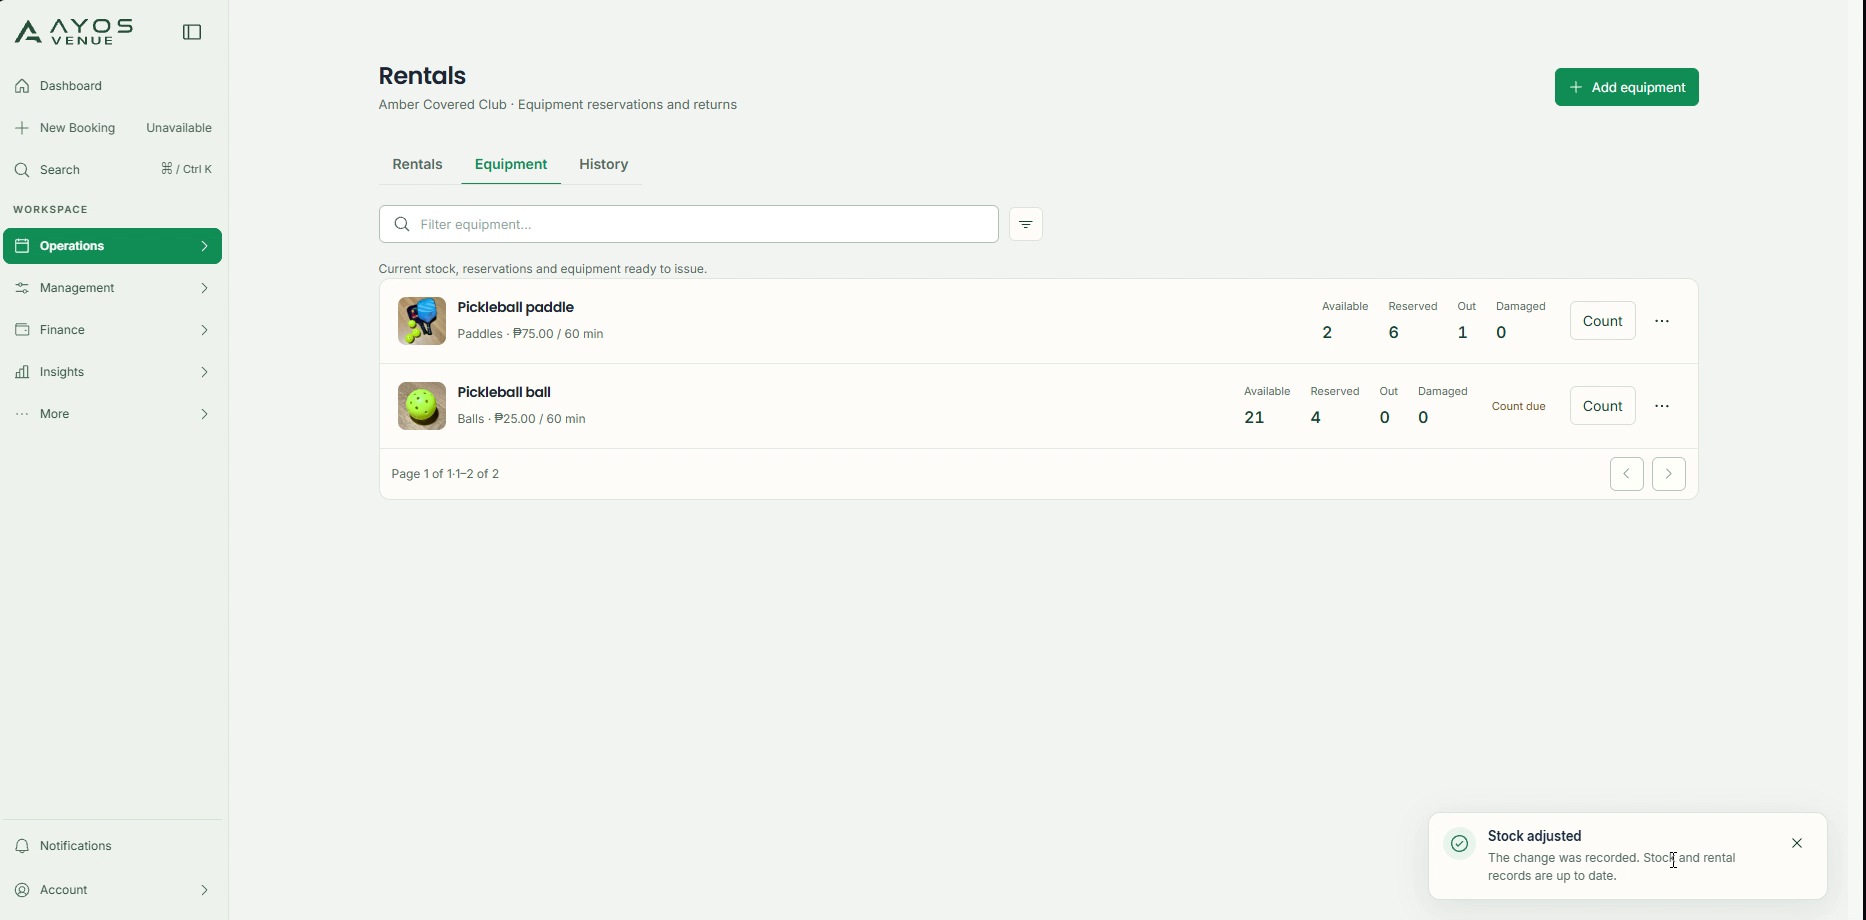 AYOS
VENUE
Dashboard
New Booking Unavailable
Search ⌘ / Ctrl K
WORKSPACE
Operations
Management
Finance
Insights
More
Notifications
Account
Rentals
Amber Covered Club · Equipment reservations and returns
Add equipment
Rentals Equipment History
Filter equipment...
Current stock, reservations and equipment ready to issue.
Pickleball paddle
Paddles · ₱75.00 / 60 min
Available Reserved Out Damaged
2 6 1 0
Count
Pickleball ball
Balls · ₱25.00 / 60 min
Available Reserved Out Damaged
21 4 0 0
Count due
Count
Page 1 of 1·1–2 of 2
Stock adjusted
The change was recorded. Stock and rental
records are up to date.